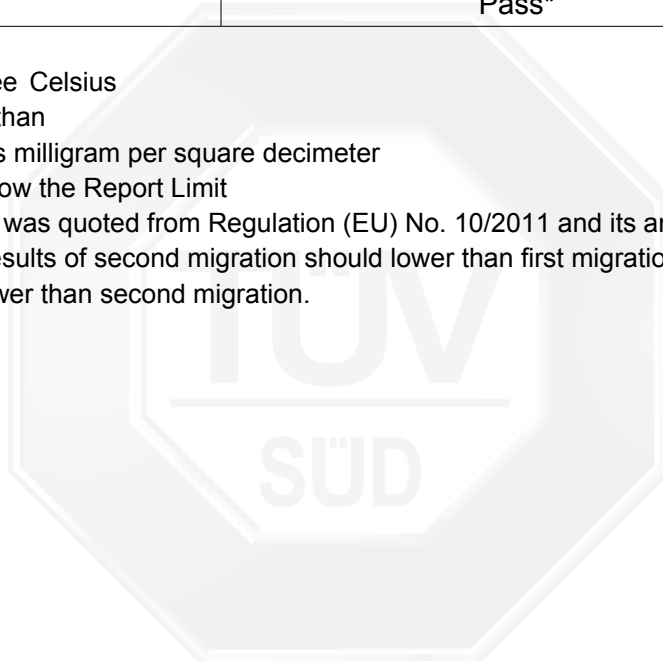 Pass*
ee Celsius
than
s milligram per square decimeter
ow the Report Limit
was quoted from Regulation (EU) No. 10/2011 and its
esults of second migration should lower than first migratio
wer than second migration.
TÜV
SÜD